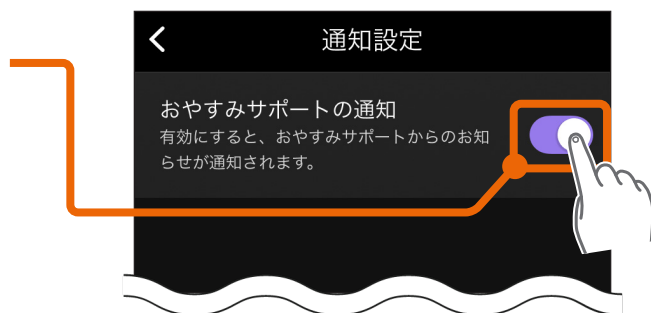 通知設定
おやすみサポートの通知
有効にすると、おやすみサポートからのお知
らせが通知されます。